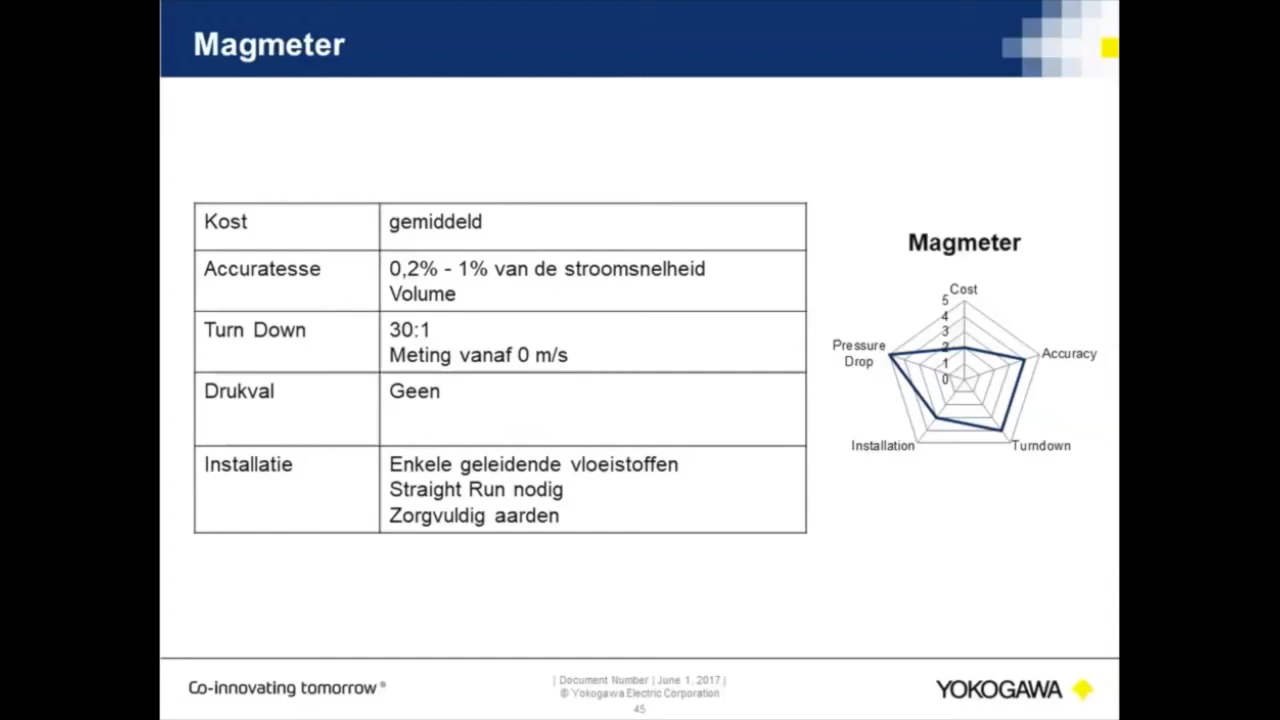 Magmeter
Kost
gemiddeld
Accuratesse
0,2% - 1% van de stroomsnelheid
Volume
Turn Down
30:1
Meting vanaf 0 m/s
Drukval
Geen
Installatie
Enkele geleidende vloeistoffen
Straight Run nodig
Zorgvuldig aarden
Magmeter
Cost
5
4
3
2
1
0
Pressure
Drop
Accuracy
Installation
Turndown
Co-innovating tomorrow®
| Document Number | June 1, 2017 |
© Yokogawa Electric Corporation
45
YOKOGAWA